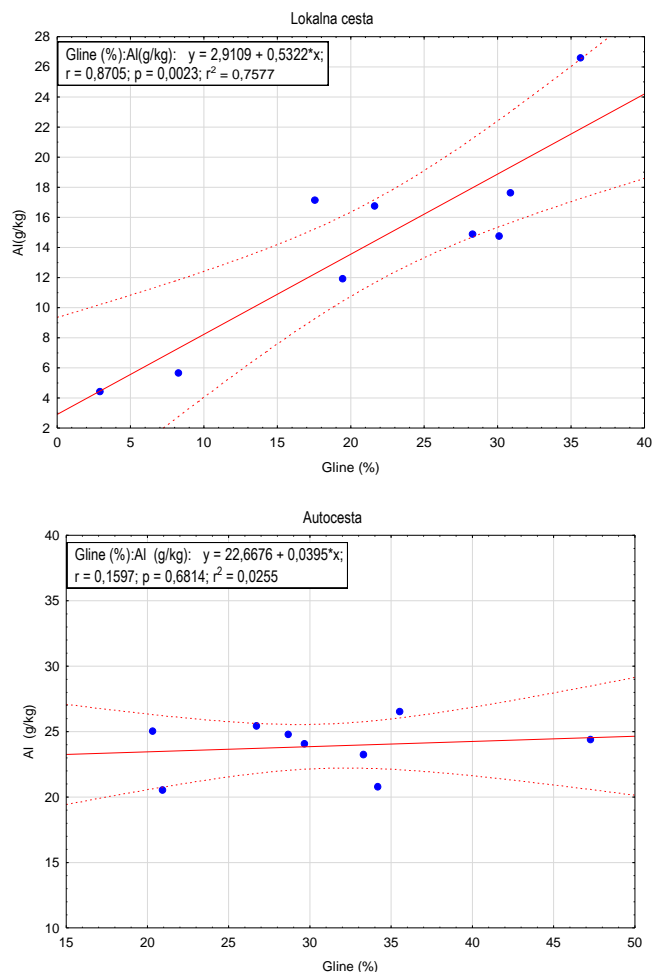 Lokalna cesta
Gline (%):Al(g/kg): y = 2,9109 + 0,5322*x;
r = 0,8705; p = 0,0023; r² = 0,7577
28
26
24
22
20
18
16
14
12
10
8
6
4
2
Al(g/kg)
0 5 10 15 20 25 30 35 40
Gline (%)
Autocesta
Gline (%):Al (g/kg): y = 22,6676 + 0,0395*x;
r = 0,1597; p = 0,6814; r² = 0,0255
40
35
30
25
20
15
10
Al (g/kg)
15 20 25 30 35 40 45 50
Gline (%)